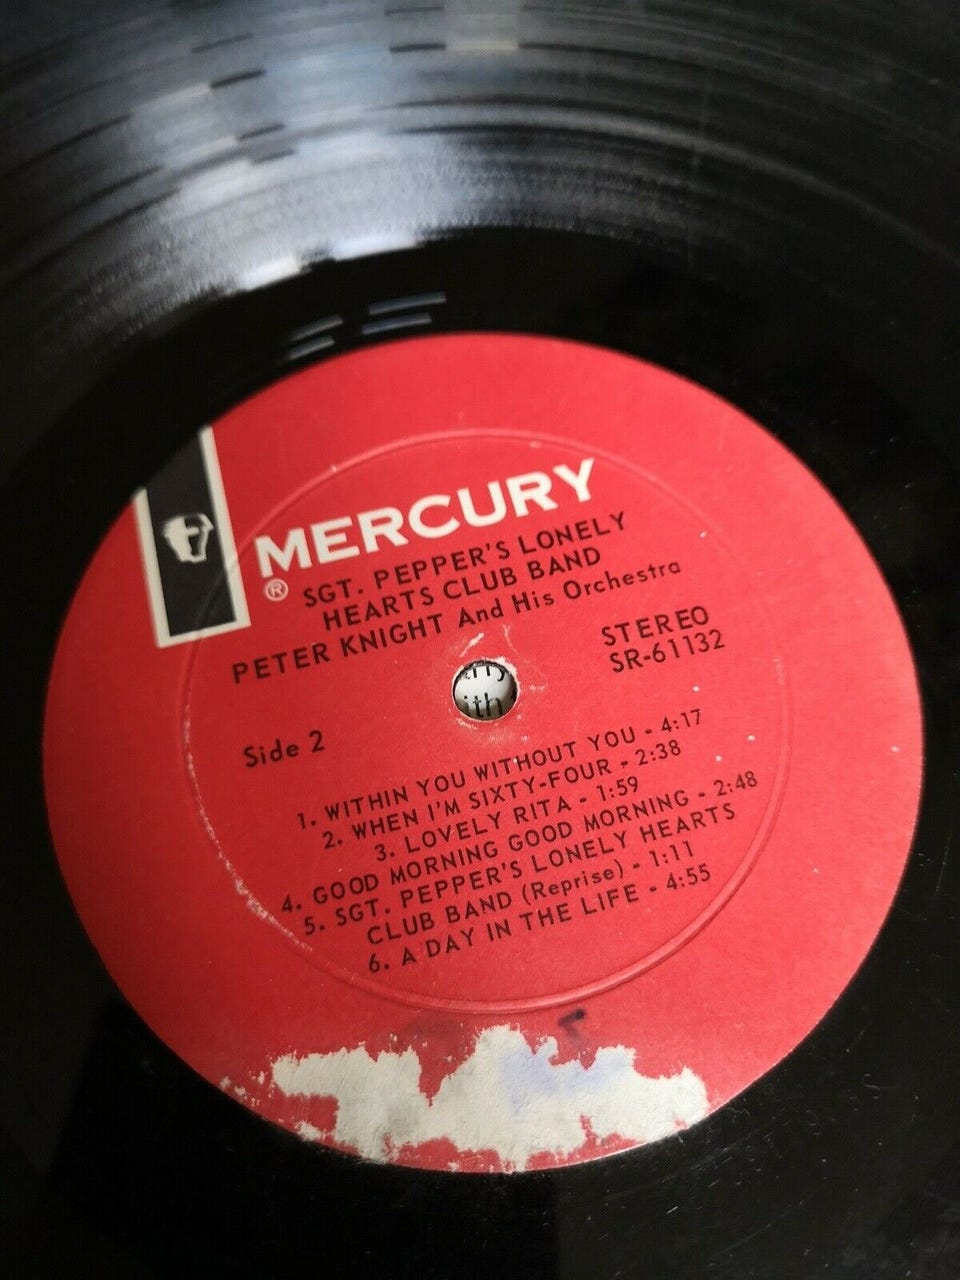 MERCURY
®
SGT. PEPPER'S LONELY
HEARTS CLUB BAND
PETER KNIGHT And His Orchestra
STEREO
SR-61132
Side 2
1. WITHIN YOU WITHOUT YOU - 4:17
2. WHEN I'M SIXTY-FOUR - 2:38
3. LOVELY RITA - 1:59
4. GOOD MORNING GOOD MORNING - 2:48
5. SGT. PEPPER'S LONELY HEARTS
CLUB BAND (Reprise) - 1:11
6. A DAY IN THE LIFE - 4:55